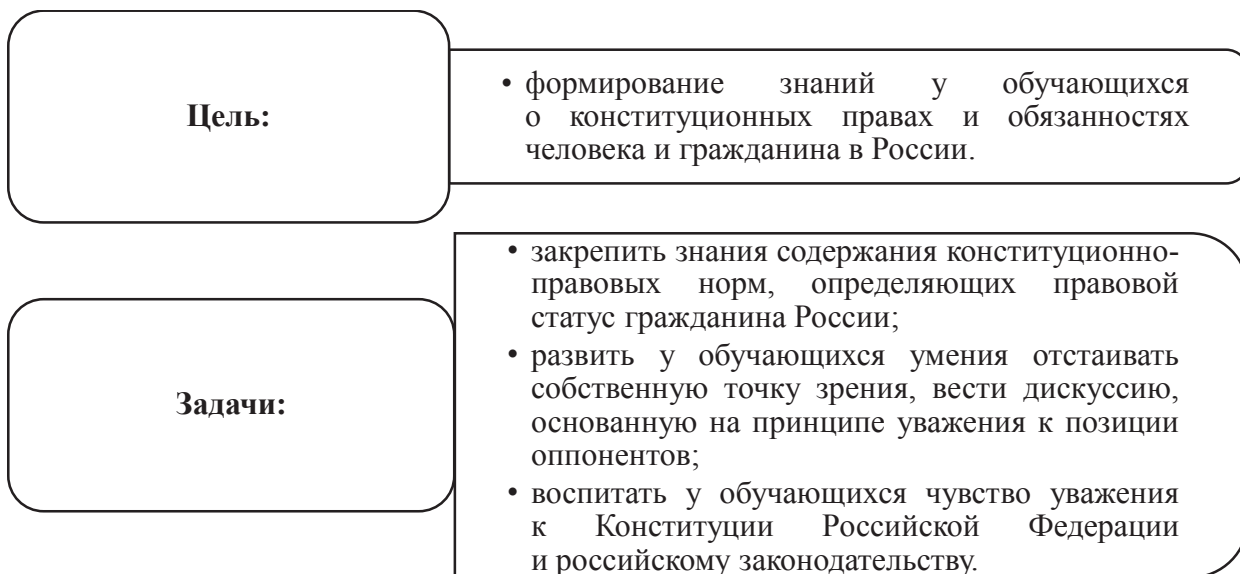 Цель:
• формирование знаний у обучающихся
о конституционных правах и обязанностях
человека и гражданина в России.
Задачи:
• закрепить знания содержания конституционно-
правовых норм, определяющих правовой
статус гражданина России;
• развить у обучающихся умения отстаивать
собственную точку зрения, вести дискуссию,
основанную на принципе уважения к позиции
оппонентов;
• воспитать у обучающихся чувство уважения
к Конституции Российской Федерации
и российскому законодательству.